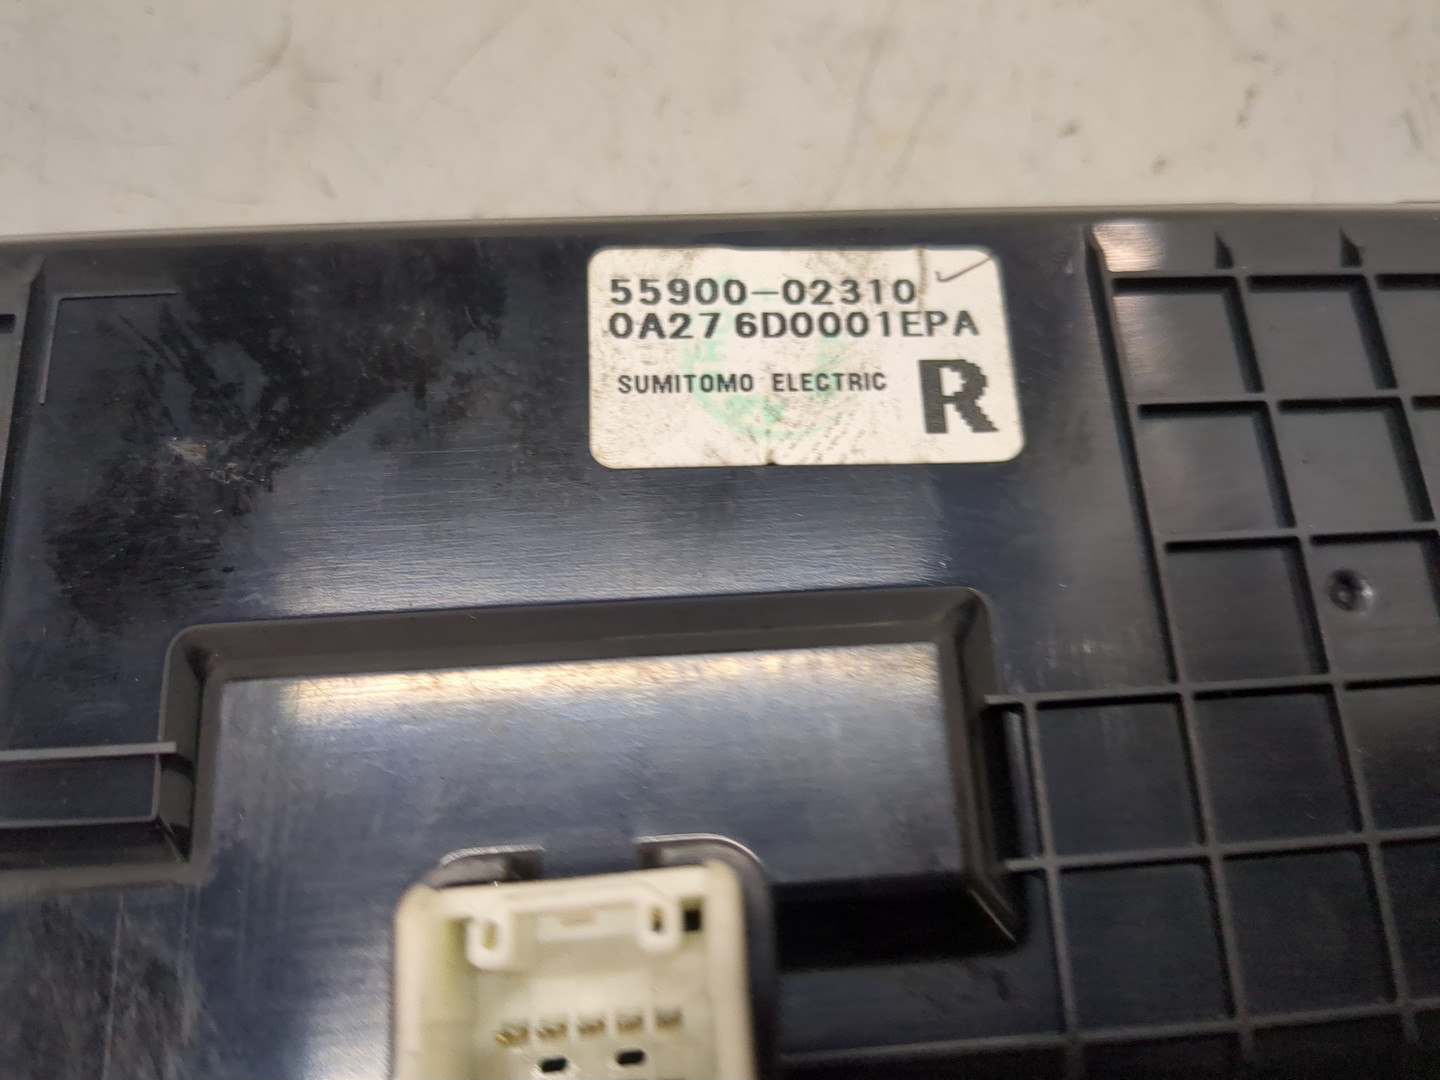 55900-02310
0A27 6D0001EPA
SUMITOMO ELECTRIC
R